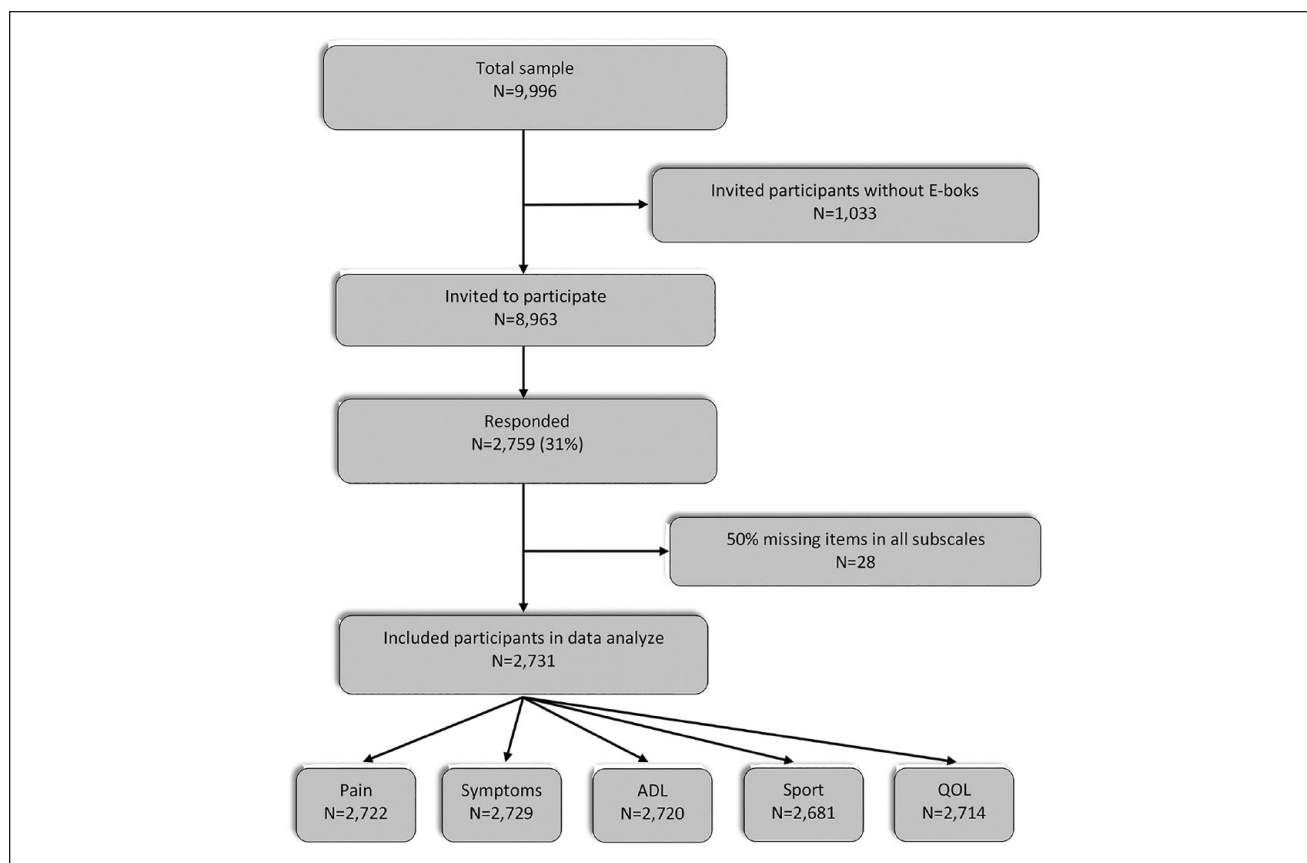 Total sample
N=9,996
Invited participants without E-boks
N=1,033
Invited to participate
N=8,963
Responded
N=2,759 (31%)
50% missing items in all subscales
N=28
Included participants in data analyze
N=2,731
Pain
N=2,722
Symptoms
N=2,729
ADL
N=2,720
Sport
N=2,681
QOL
N=2,714